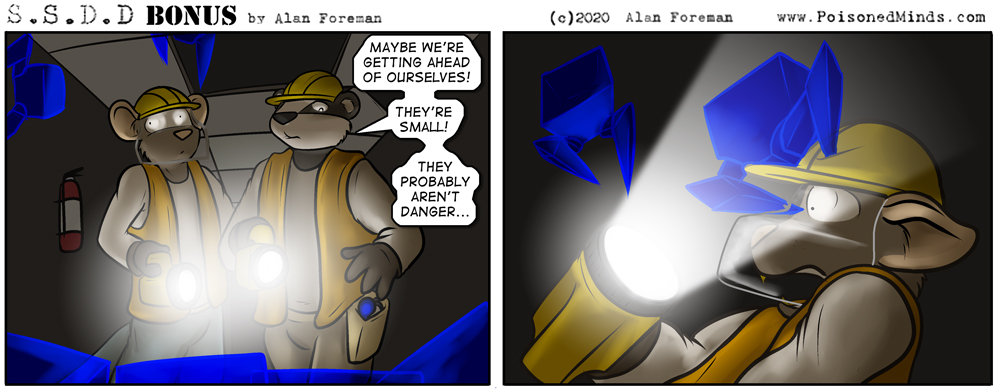 S.S.D.D BONUS by Alan Foreman (c)2020 Alan Foreman www.PoisonedMinds.com
MAYBE WE'RE
GETTING AHEAD
OF OURSELVES!
THEY'RE
SMALL!
THEY
PROBABLY
AREN'T
DANGER...